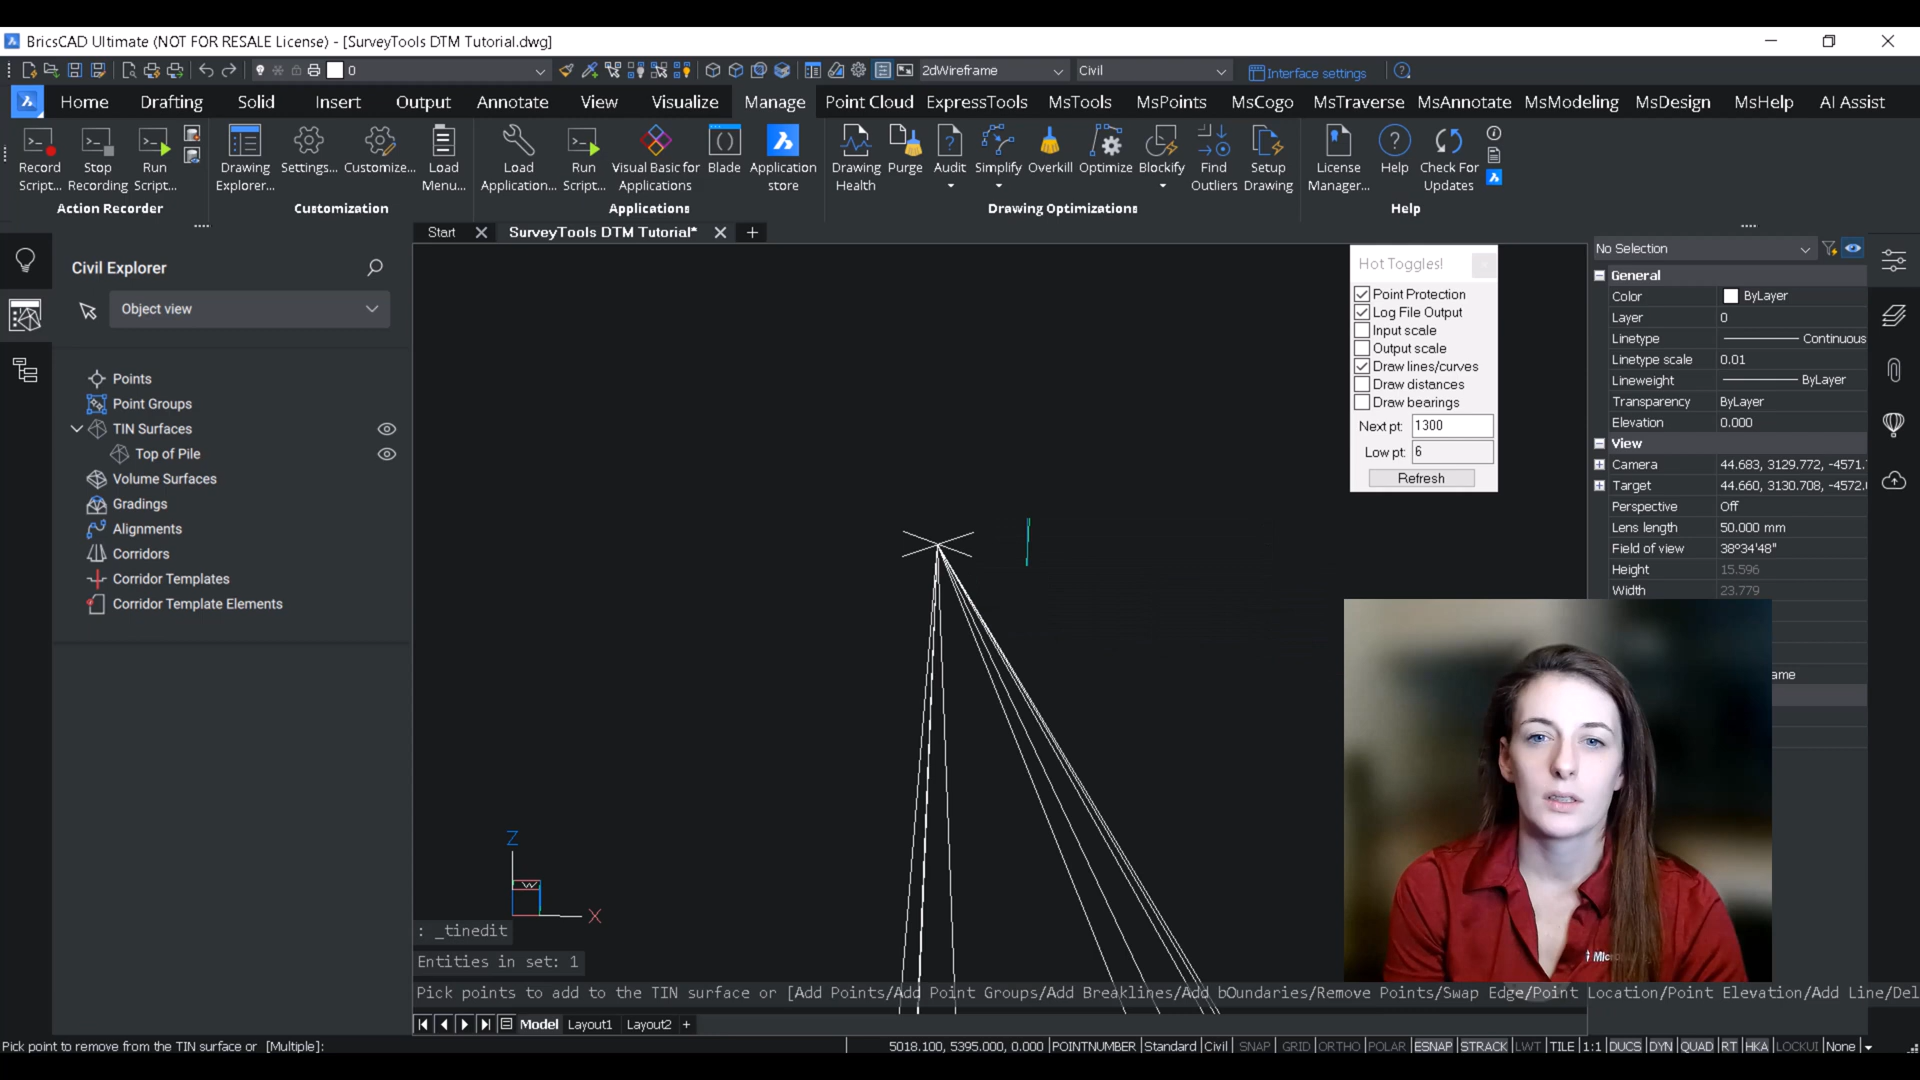 BricsCAD Ultimate (NOT FOR RESALE License) - [SurveyTools DTM Tutorial.dwg]
0 2dWireframe Civil Interface settings
Home Drafting Solid Insert Output Annotate View Visualize Manage Point Cloud ExpressTools MsTools MsPoints MsCogo MsTraverse MsAnnotate MsModeling MsDesign MsHelp AI Assist
Record Script... Stop Recording Run Script... Drawing Explorer... Settings... Customize... Load Menu... Load Application... Run Script... Visual Basic for Applications Blade Application store Drawing Health Purge Audit Simplify Overkill Optimize Blockify Find Outliers Setup Drawing License Manager... Help Check For Updates
Action Recorder Customization Applications Drawing Optimizations Help
Start SurveyTools DTM Tutorial*
Civil Explorer
Object view
Points
Point Groups
TIN Surfaces
Top of Pile
Volume Surfaces
Gradings
Alignments
Corridors
Corridor Templates
Corridor Template Elements
Hot Toggles!
Point Protection
Log File Output
Input scale
Output scale
Draw lines/curves
Draw distances
Draw bearings
Next pt: 1300
Low pt: 6
Refresh
No Selection
General
Color ByLayer
Layer 0
Linetype Continuous
Linetype scale 0.01
Lineweight ByLayer
Transparency ByLayer
Elevation 0.000
View
Camera 44.683, 3129.772, -4571.
Target 44.660, 3130.708, -4572.
Perspective Off
Lens length 50.000 mm
Field of view 38°34'48"
Height 15.596
Width 23.779
ame
Z
W
X
: _tinedit
Entities in set: 1
Pick points to add to the TIN surface or [Add Points/Add Point Groups/Add Breaklines/Add bOundaries/Remove Points/Swap Edge/Point Location/Point Elevation/Add Line/Del
Model Layout1 Layout2 +
Pick point to remove from the TIN surface or [Multiple]:
5018.100, 5395.000, 0.000 POINTNUMBER Standard Civil SNAP GRID ORTHO POLAR ESNAP STRACK LWT TILE 1:1 DUCS DYN QUAD RT HKA LOCKUI None